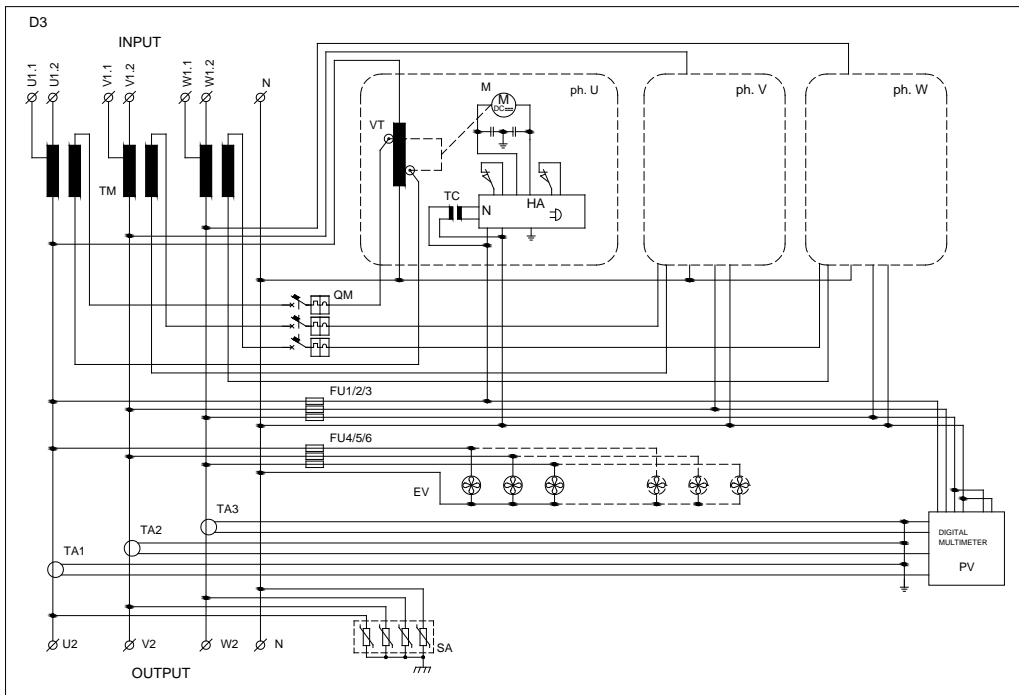 D3
INPUT
U1.1
U1.2
V1.1
V1.2
W1.1
W1.2
N
ph. U
ph. V
ph. W
M
M
DC
VT
TM
TC
N
HA
QM
FU1/2/3
FU4/5/6
EV
TA3
TA2
TA1
DIGITAL
MULTIMETER
PV
U2
V2
W2
N
SA
OUTPUT